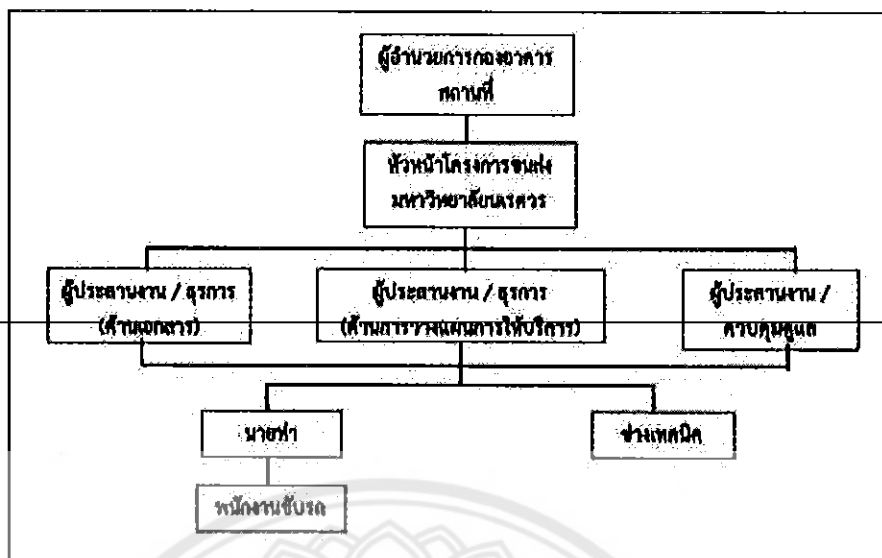 ผู้อำนวยการกองอาคาร
สถานที่
หัวหน้าโครงการขนส่ง
มหาวิทยาลัยนเรศวร
ผู้ประสานงาน / ธุรการ
(ด้านเอกสาร)
ผู้ประสานงาน / ธุรการ
(ด้านการวางแผนการให้บริการ)
ผู้ประสานงาน /
ควบคุมดูแล
นายท่า
ช่างเทคนิค
พนักงานขับรถ